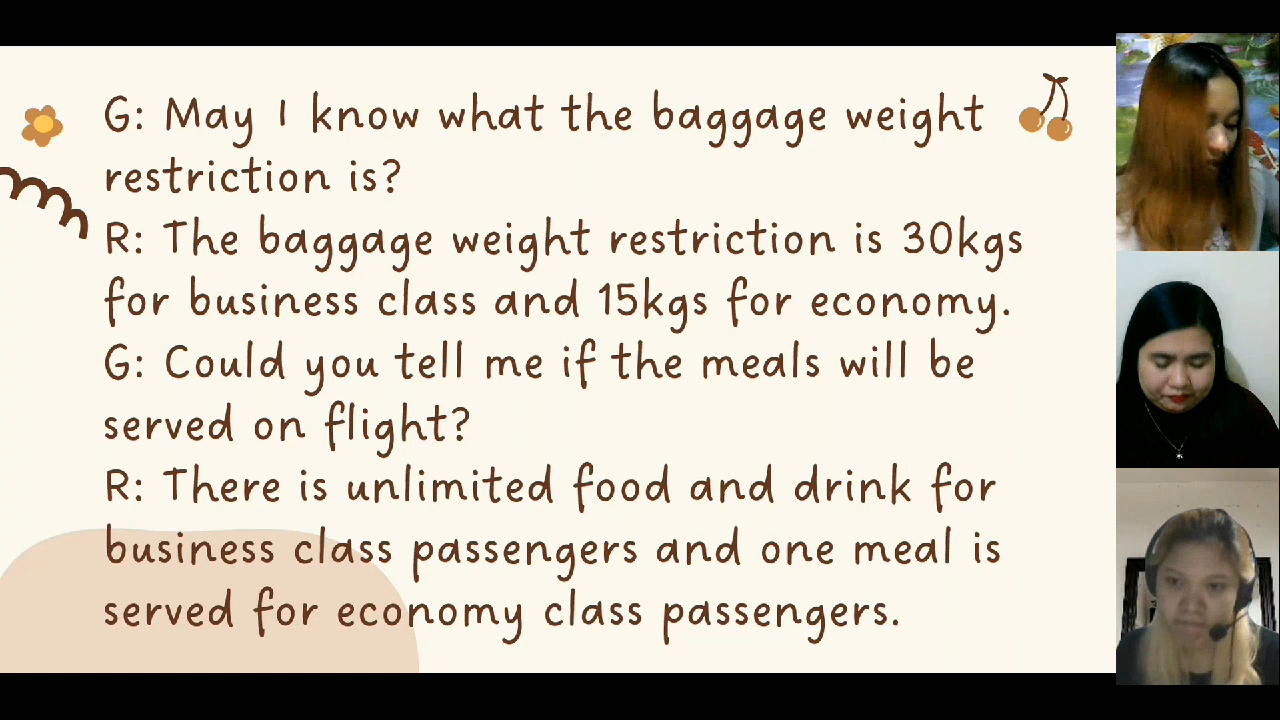 G: May I know what the baggage weight
restriction is?
R: The baggage weight restriction is 30kgs
for business class and 15kgs for economy.
G: Could you tell me if the meals will be
served on flight?
R: There is unlimited food and drink for
business class passengers and one meal is
served for economy class passengers.